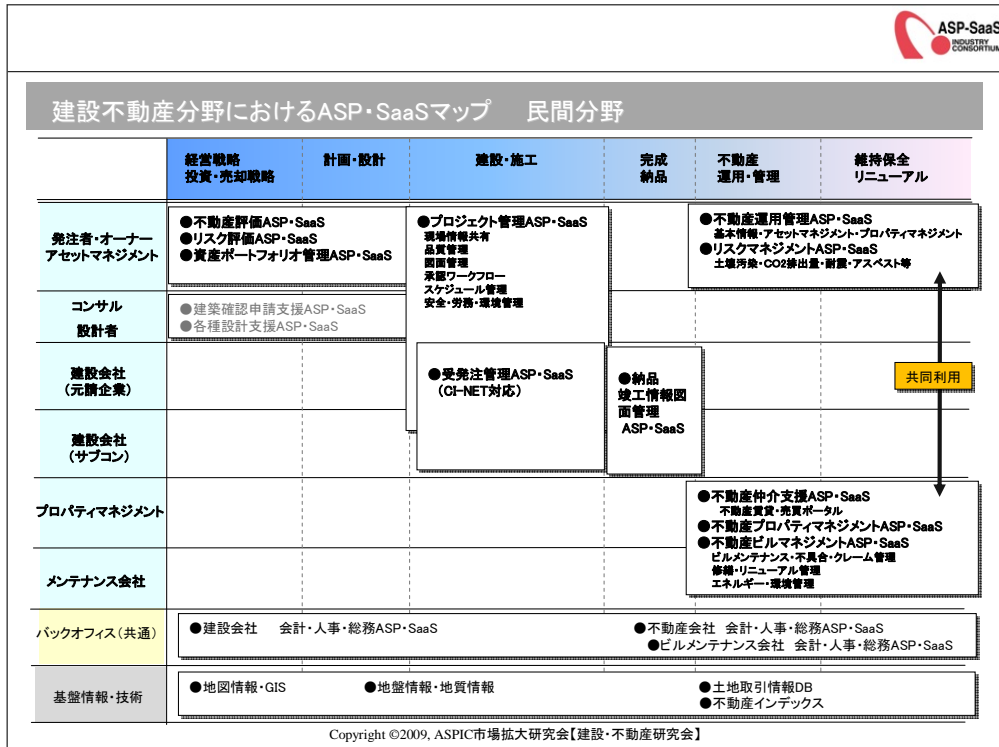 ASP-SaaS
INDUSTRY
CONSORTIUM
建設不動産分野におけるASP・SaaSマップ　民間分野
経営戦略
投資・売却戦略
計画・設計
建設・施工
完成
納品
不動産
運用・管理
維持保全
リニューアル
発注者・オーナー
アセットマネジメント
●不動産評価ASP・SaaS
●リスク評価ASP・SaaS
●資産ポートフォリオ管理ASP・SaaS
●プロジェクト管理ASP・SaaS
現場情報共有
品質管理
図面管理
承認ワークフロー
スケジュール管理
安全・労務・環境管理
●不動産運用管理ASP・SaaS
基本情報・アセットマネジメント・プロパティマネジメント
●リスクマネジメントASP・SaaS
土壌汚染・CO2排出量・耐震・アスベスト等
コンサル
設計者
●建築確認申請支援ASP・SaaS
●各種設計支援ASP・SaaS
建設会社
(元請企業)
●受発注管理ASP・SaaS
(CI-NET対応)
●納品
竣工情報図
面管理
ASP・SaaS
共同利用
建設会社
(サブコン)
プロパティマネジメント
●不動産仲介支援ASP・SaaS
不動産賃貸・売買ポータル
●不動産プロパティマネジメントASP・SaaS
●不動産ビルマネジメントASP・SaaS
ビルメンテナンス・不具合・クレーム管理
修繕・リニューアル管理
エネルギー・環境管理
メンテナンス会社
バックオフィス(共通)
●建設会社　会計・人事・総務ASP・SaaS
●不動産会社　会計・人事・総務ASP・SaaS
●ビルメンテナンス会社　会計・人事・総務ASP・SaaS
基盤情報・技術
●地図情報・GIS
●地盤情報・地質情報
●土地取引情報DB
●不動産インデックス
Copyright ©2009, ASPIC市場拡大研究会【建設・不動産研究会】